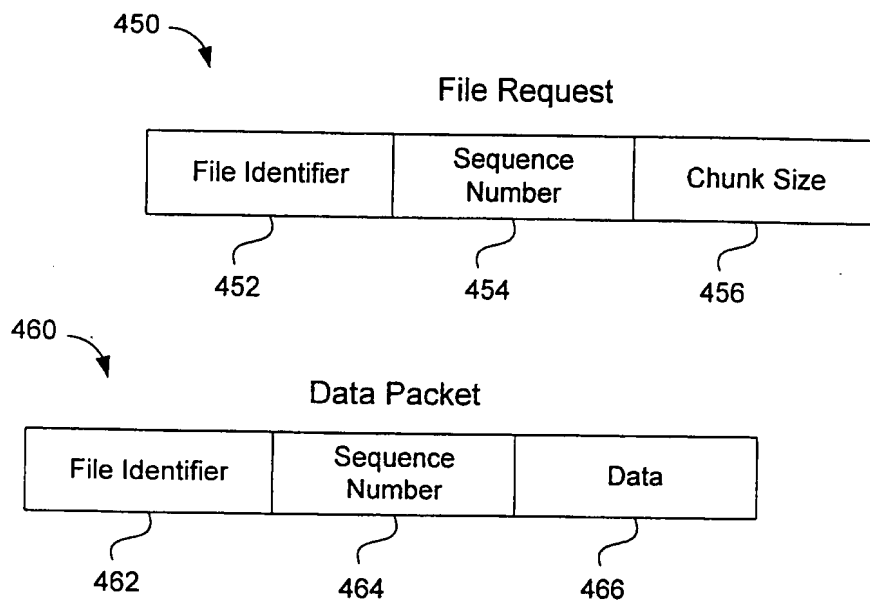 450
File Request
File Identifier
Sequence
Number
Chunk Size
452
454
456
460
Data Packet
File Identifier
Sequence
Number
Data
462
464
466